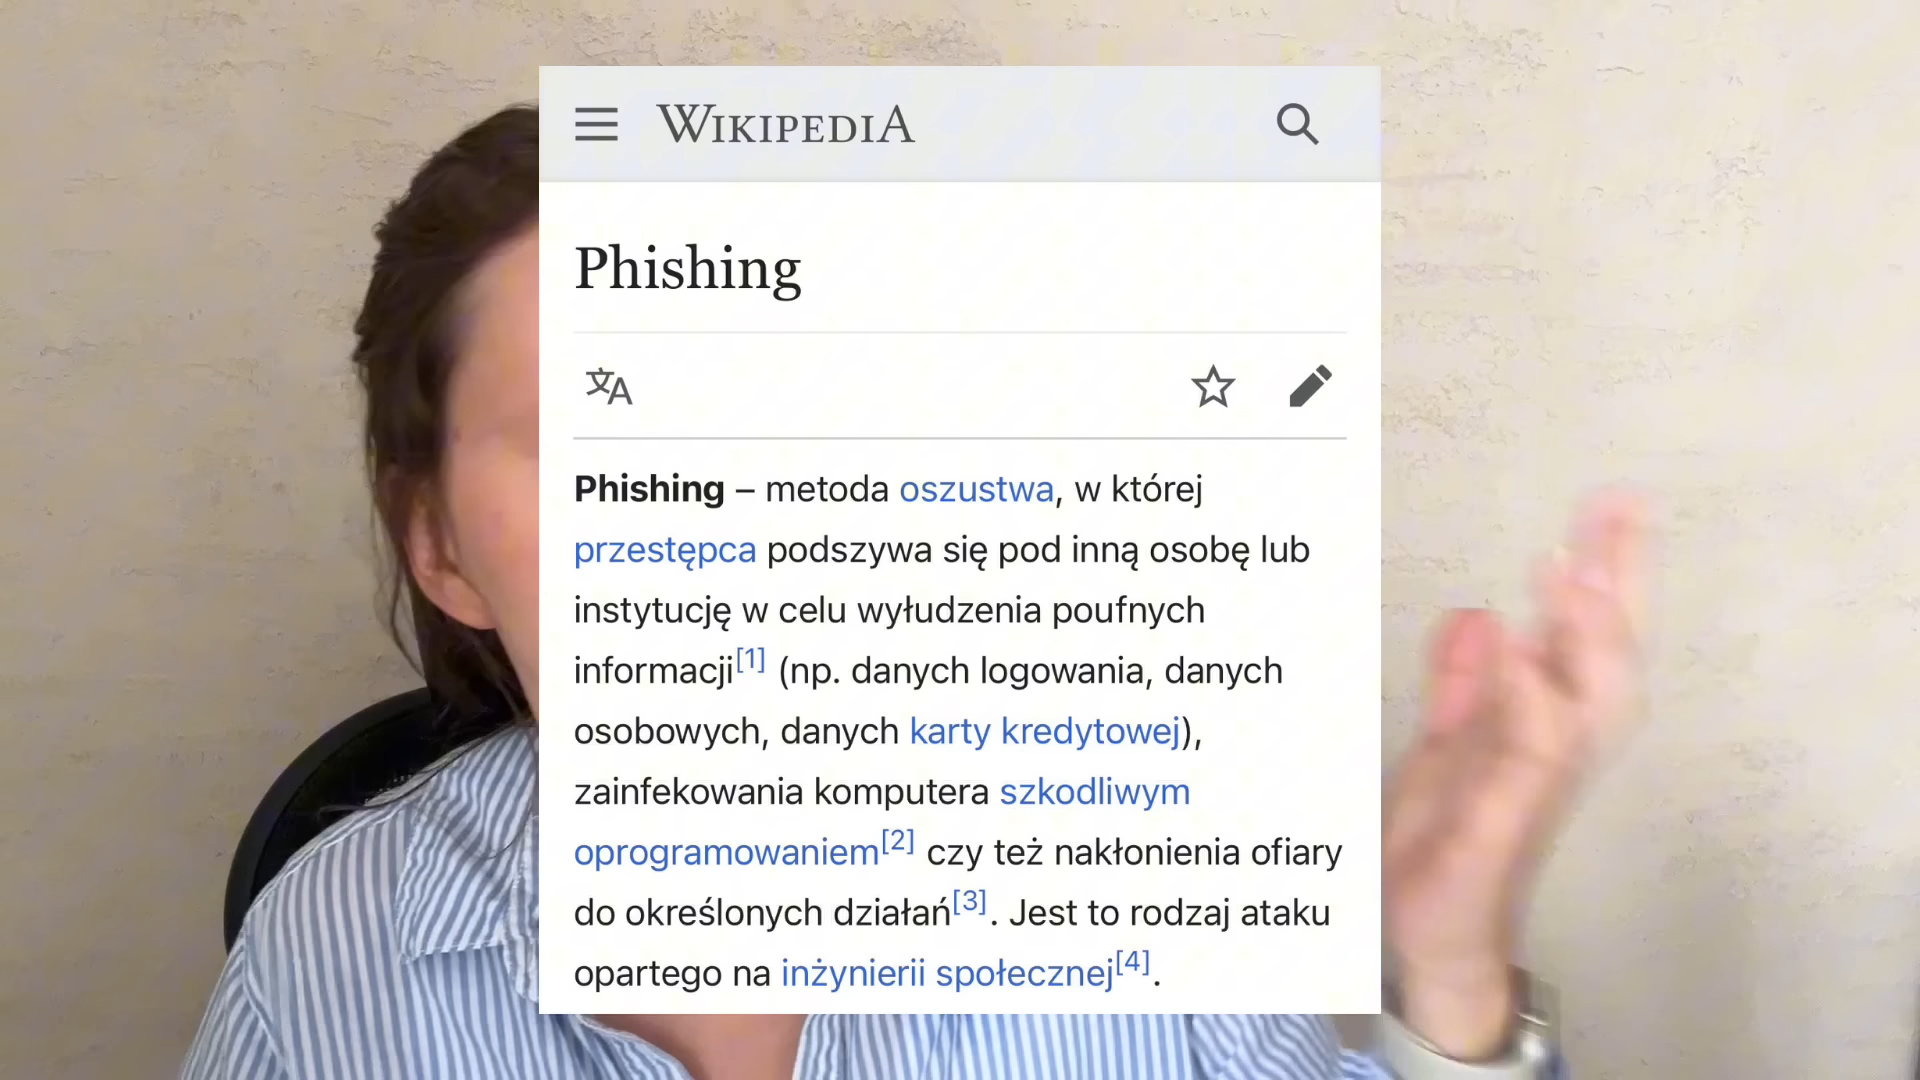 WIKIPEDIA
Phishing
Phishing – metoda oszustwa, w której
przestępca podszywa się pod inną osobę lub
instytucję w celu wyłudzenia poufnych
informacji[1] (np. danych logowania, danych
osobowych, danych karty kredytowej),
zainfekowania komputera szkodliwym
oprogramowaniem[2] czy też nakłonienia ofiary
do określonych działań[3]. Jest to rodzaj ataku
opartego na inżynierii społecznej[4].